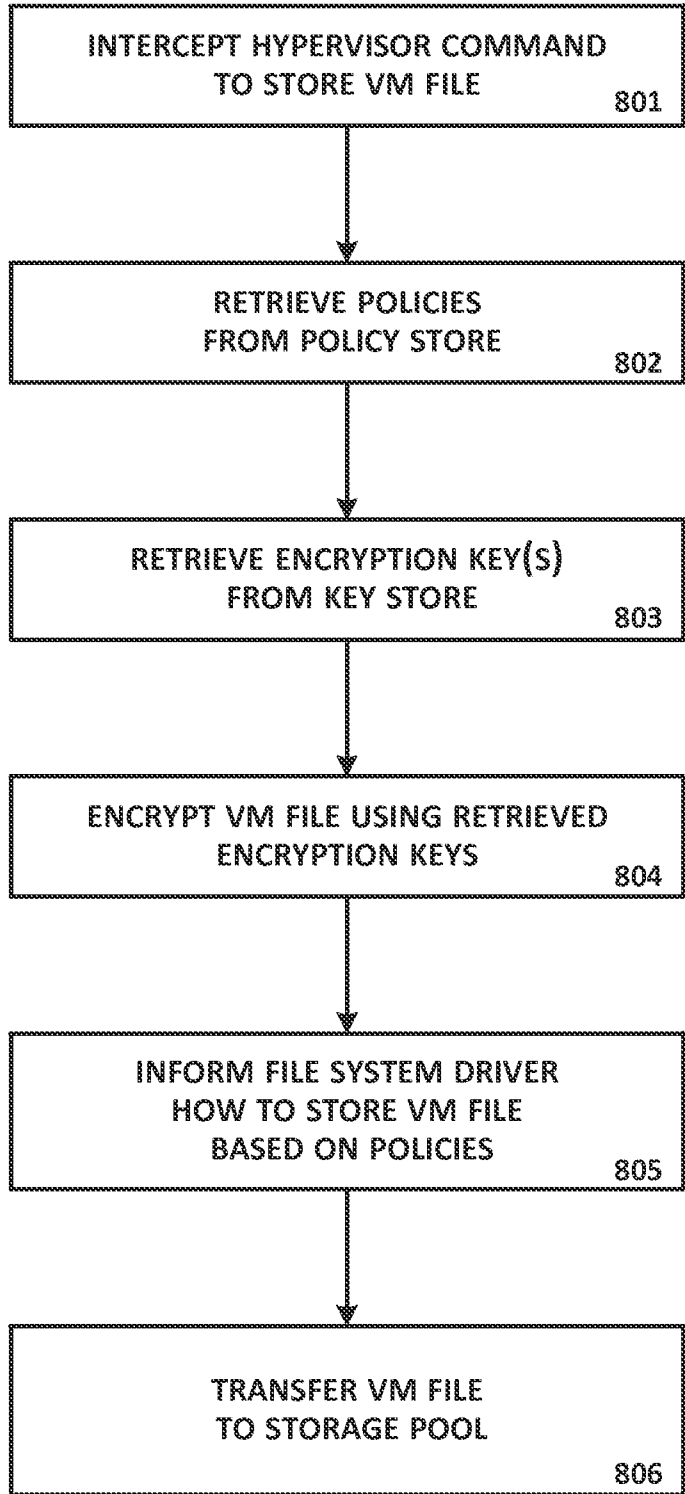 INTERCEPT HYPERVISOR COMMAND
TO STORE VM FILE
801
RETRIEVE POLICIES
FROM POLICY STORE
802
RETRIEVE ENCRYPTION KEY(S)
FROM KEY STORE
803
ENCRYPT VM FILE USING RETRIEVED
ENCRYPTION KEYS
804
INFORM FILE SYSTEM DRIVER
HOW TO STORE VM FILE
BASED ON POLICIES
805
TRANSFER VM FILE
TO STORAGE POOL
806